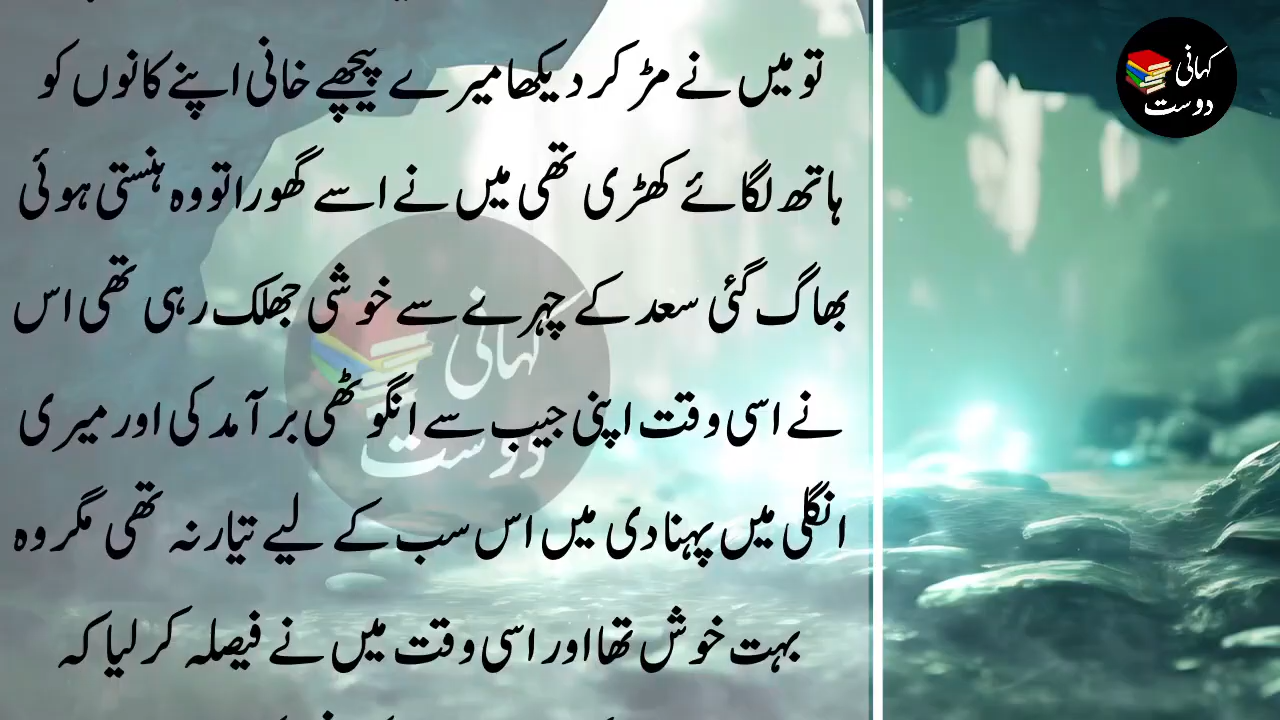 تو میں نے مڑ کر دیکھا میرے پیچھے خانی اپنے کانوں کو
ہاتھ لگائے کھڑی تھی میں نے اسے گھورا تو وہ ہنستی ہوئی
بھاگ گئی سعد کے چہرنے سے خوشی جھلک رہی تھی اس
نے اسی وقت اپنی جیب سے انگوٹھی برآمد کی اور میری
انگلی میں پہنا دی میں اس سب کے لیے تیار نہ تھی مگر وہ
بہت خوش تھا اور اسی وقت میں نے فیصلہ کر لیا کہ
کہانی
دوست
کہانی
دوست